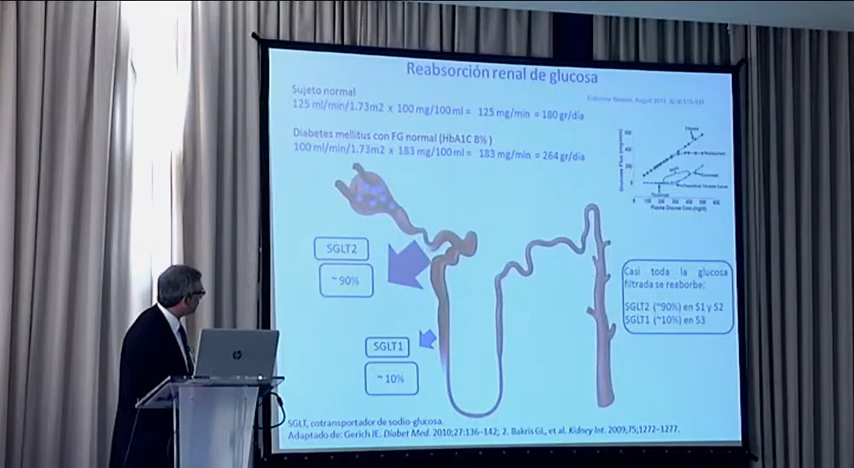 Reabsorción renal de glucosa
Sujeto normal
125 ml/min/1.73m2 x 100 mg/100 ml = 125 mg/min = 180 gr/día
Diabetes mellitus con FG normal (HbA1C 8%)
100 ml/min/1.73m2 x 183 mg/100 ml = 183 mg/min = 264 gr/día
SGLT2
~90%
SGLT1
~10%
Casi toda la glucosa
filtrada se reaborbe:
SGLT2 (~90%) en S1 y S2
SGLT1 (~10%) en S3
hp
SGLT, cotransportador de sodio-glucosa.
Adaptado de: Gerich JE. Diabet Med. 2010;27:136–142; 2. Bakris GL, et al. Kidney Int. 2009;75;1272–1277.